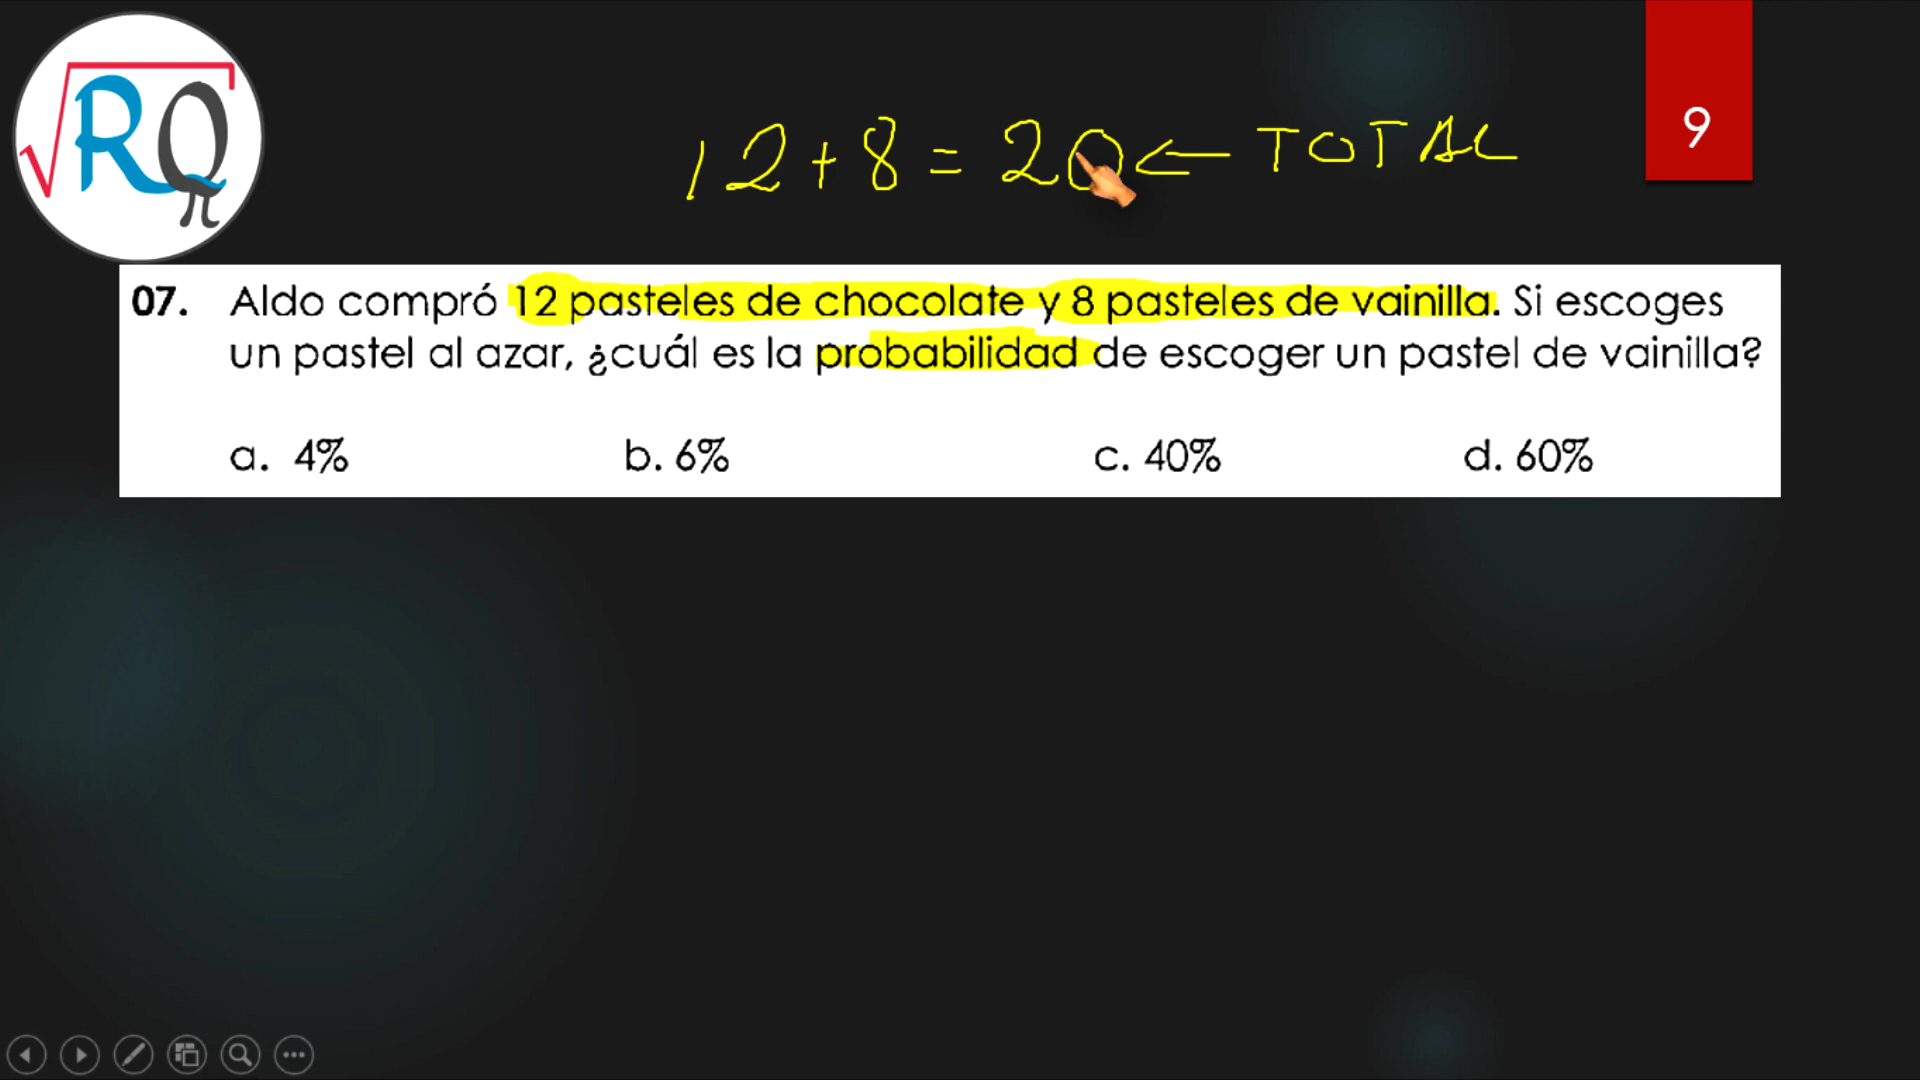 √RQπ
12+8=20←TOTAL
9
07. Aldo compró 12 pasteles de chocolate y 8 pasteles de vainilla. Si escoges
un pastel al azar, ¿cuál es la probabilidad de escoger un pastel de vainilla?
a. 4% b. 6% c. 40% d. 60%